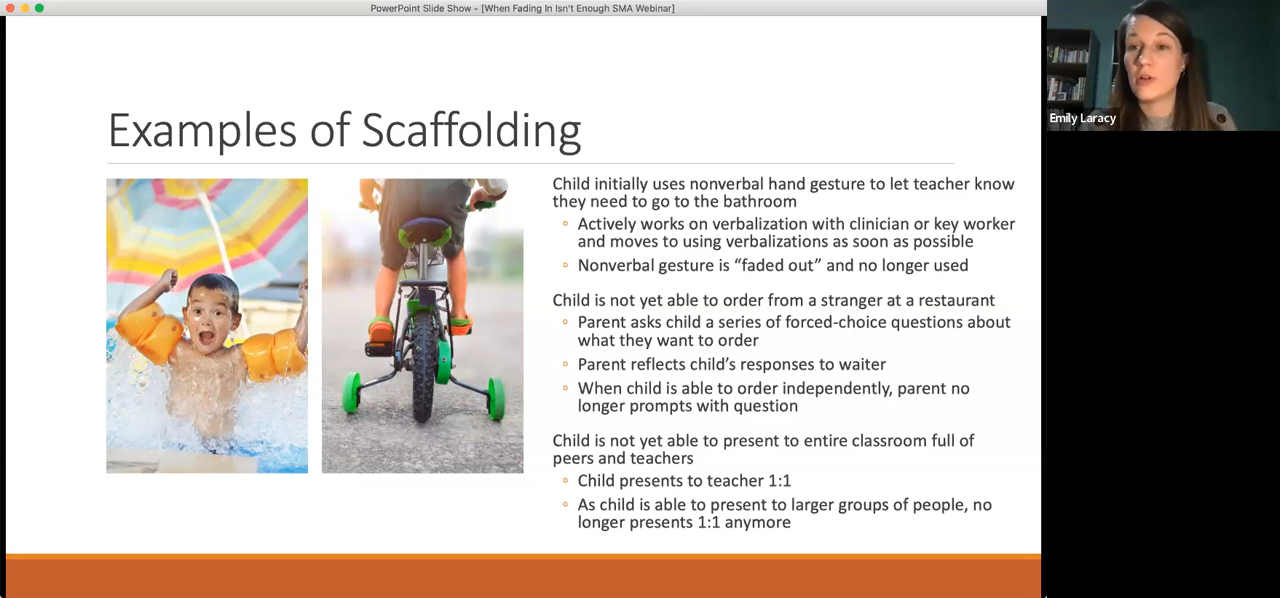 PowerPoint Slide Show - [When Fading In Isn't Enough SMA Webinar]
Emily Laracy
Examples of Scaffolding
Child initially uses nonverbal hand gesture to let teacher know
they need to go to the bathroom
◦ Actively works on verbalization with clinician or key worker
and moves to using verbalizations as soon as possible
◦ Nonverbal gesture is “faded out” and no longer used
Child is not yet able to order from a stranger at a restaurant
◦ Parent asks child a series of forced-choice questions about
what they want to order
◦ Parent reflects child’s responses to waiter
◦ When child is able to order independently, parent no
longer prompts with question
Child is not yet able to present to entire classroom full of
peers and teachers
◦ Child presents to teacher 1:1
◦ As child is able to present to larger groups of people, no
longer presents 1:1 anymore